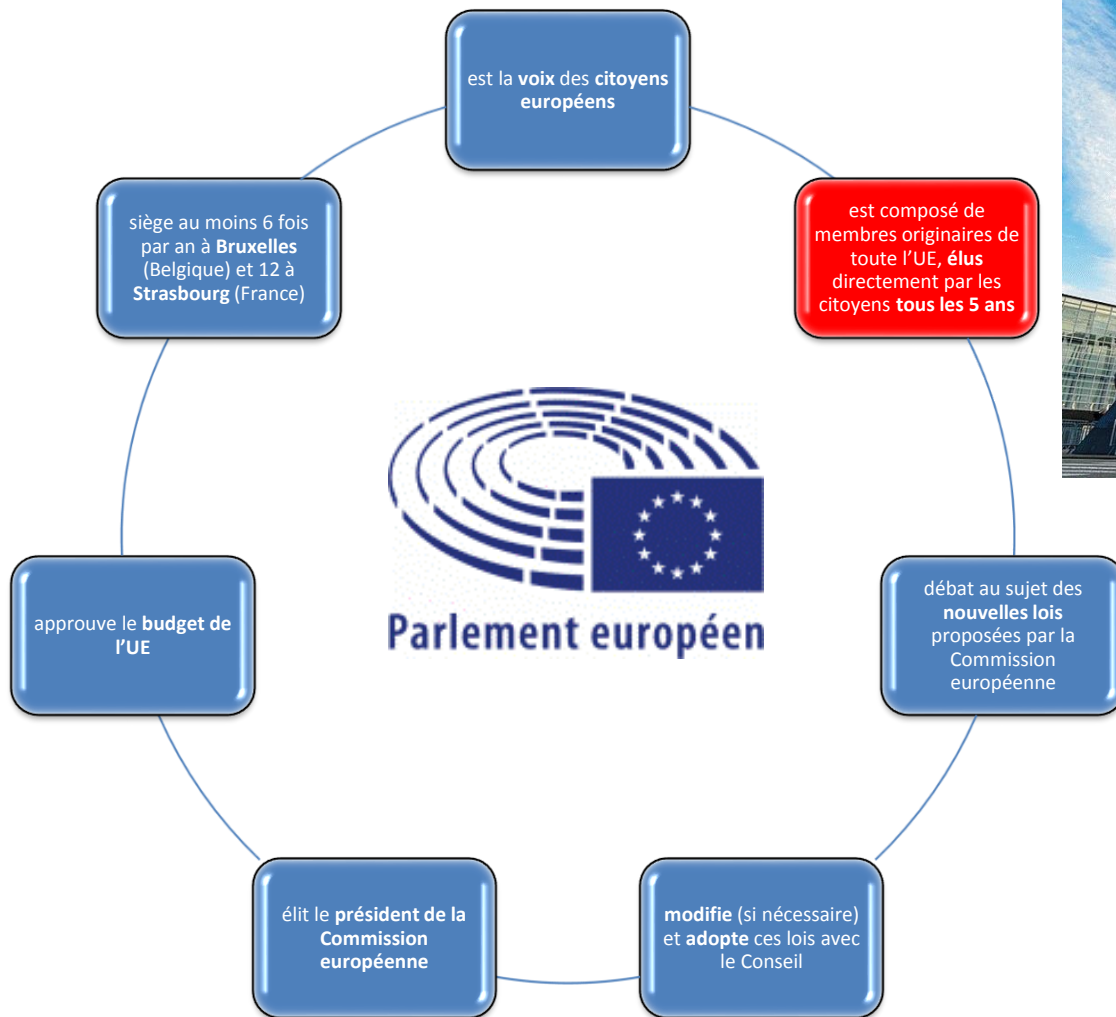 est la voix des citoyens
européens
est composé de
membres originaires de
toute l’UE, élus
directement par les
citoyens tous les 5 ans
débat au sujet des
nouvelles lois
proposées par la
Commission
européenne
modifie (si nécessaire)
et adopte ces lois avec
le Conseil
élit le président de la
Commission
européenne
approuve le budget de
l’UE
siège au moins 6 fois
par an à Bruxelles
(Belgique) et 12 à
Strasbourg (France)
Parlement européen